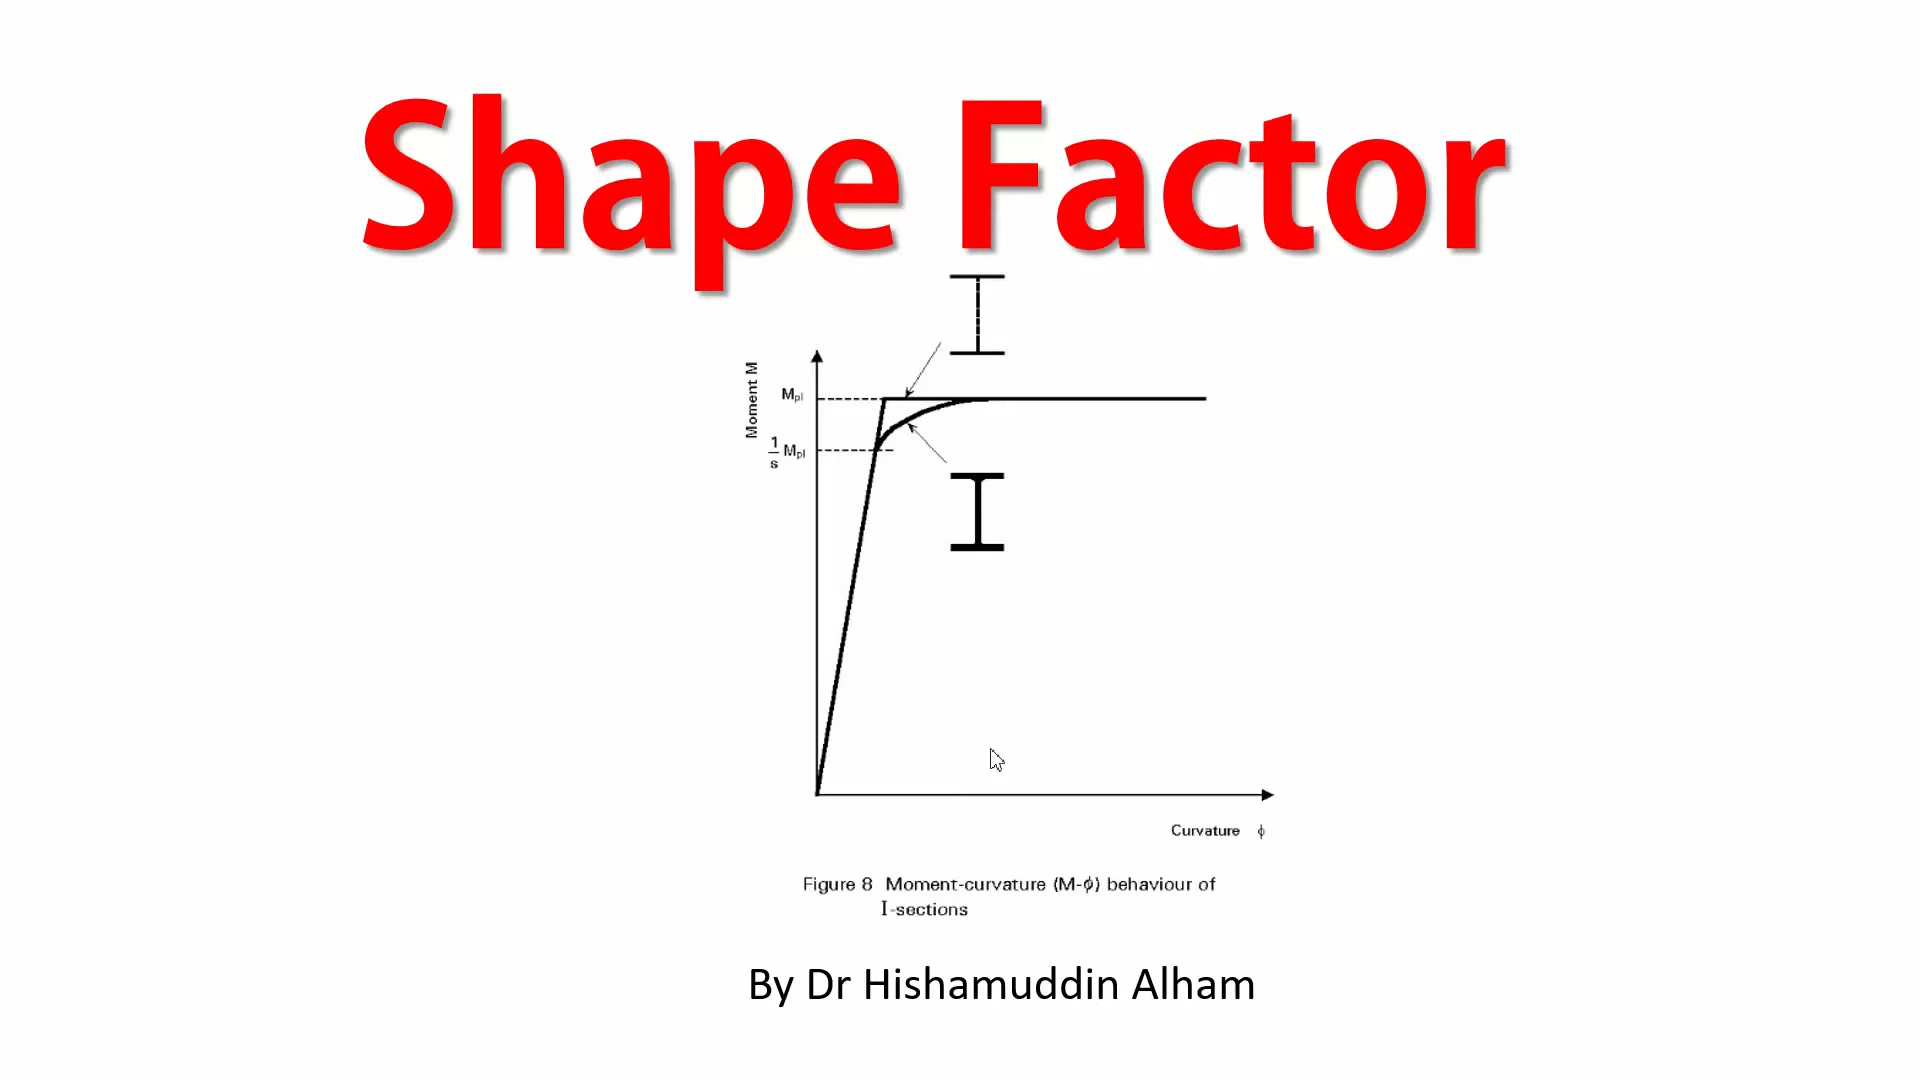 Shape Factor
Moment M
Mpl
1/s Mpl
Curvature ϕ
Figure 8 Moment-curvature (M-ϕ) behaviour of
I-sections
By Dr Hishamuddin Alham